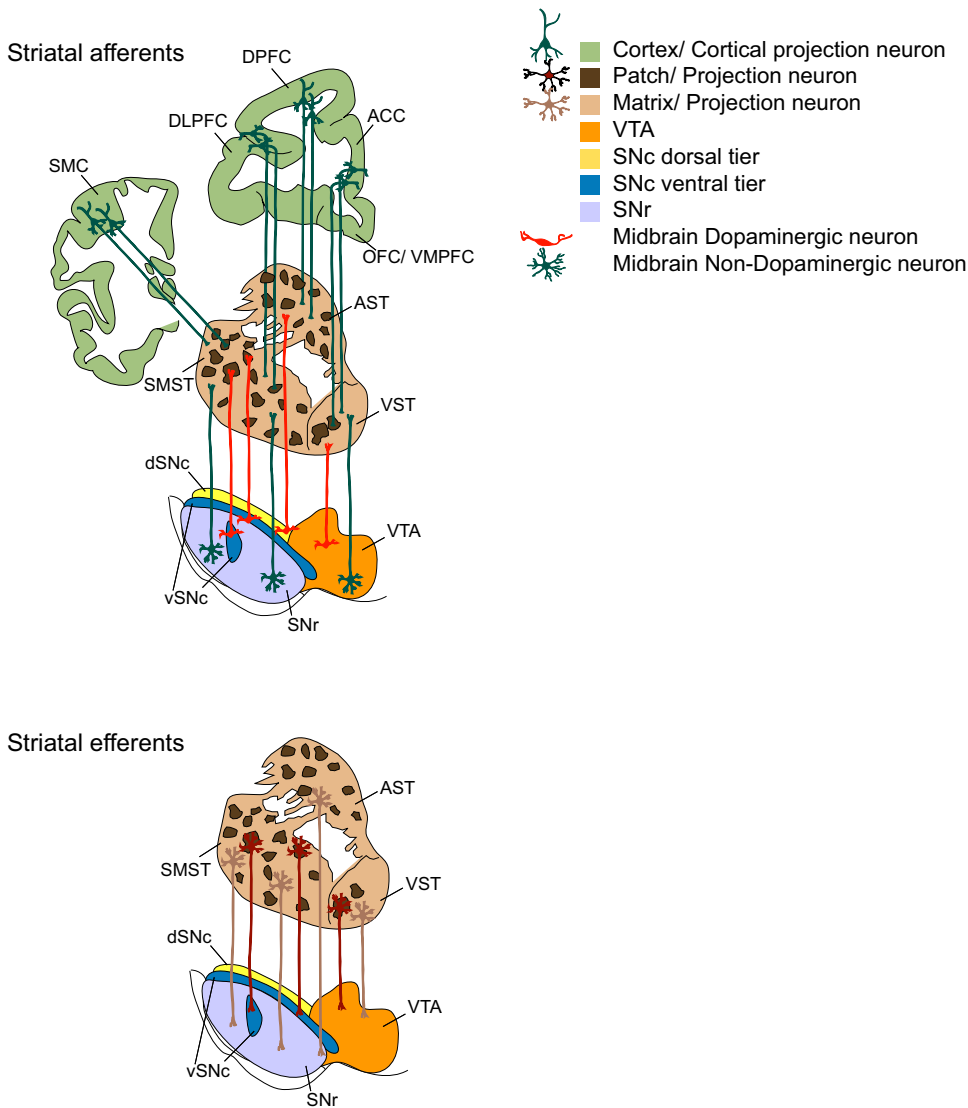 Striatal afferents
DPFC
DLPFC
ACC
SMC
OFC/ VMPFC
AST
SMST
VST
dSNc
VTA
vSNc
SNr
Cortex/ Cortical projection neuron
Patch/ Projection neuron
Matrix/ Projection neuron
VTA
SNc dorsal tier
SNc ventral tier
SNr
Midbrain Dopaminergic neuron
Midbrain Non-Dopaminergic neuron
Striatal efferents
AST
SMST
VST
dSNc
VTA
vSNc
SNr